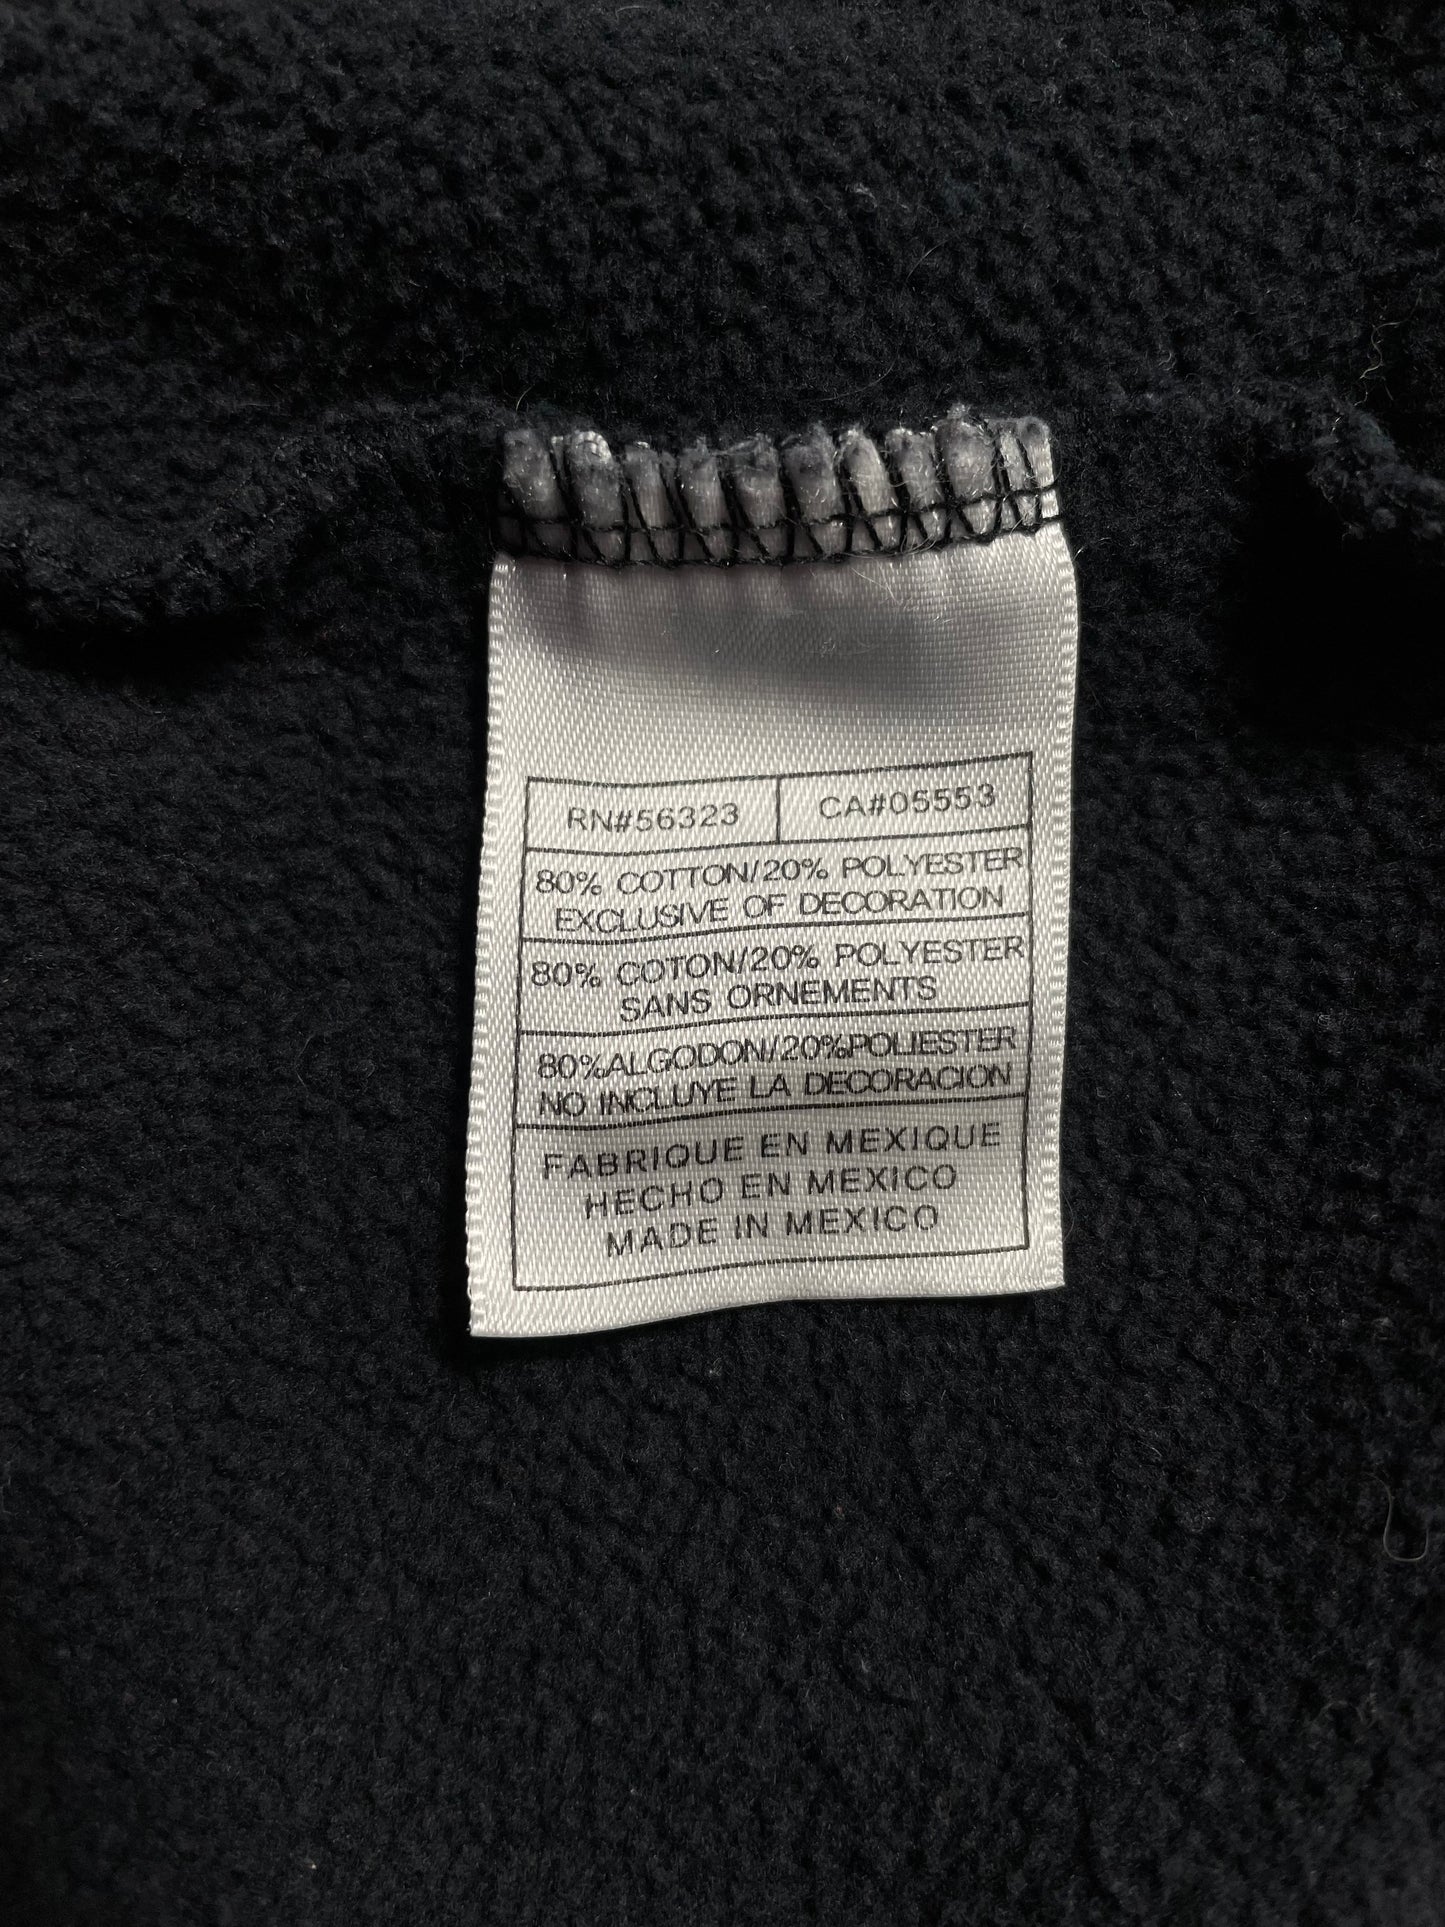 RN#56323 CA#05553
80% COTTON/20% POLYESTER
EXCLUSIVE OF DECORATION
80% COTON/20% POLYESTER
SANS ORNEMENTS
80%ALGODON/20%POLIESTER
NO INCLUYE LA DECORACION
FABRIQUE EN MEXIQUE
HECHO EN MEXICO
MADE IN MEXICO